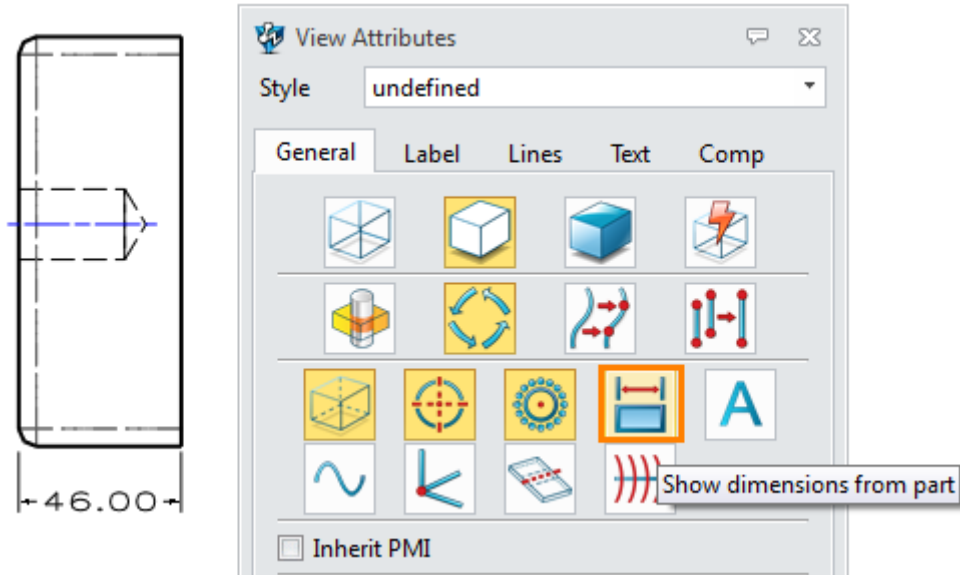 View Attributes
Style undefined
General Label Lines Text Comp
A
Show dimensions from part
46.00
Inherit PMI